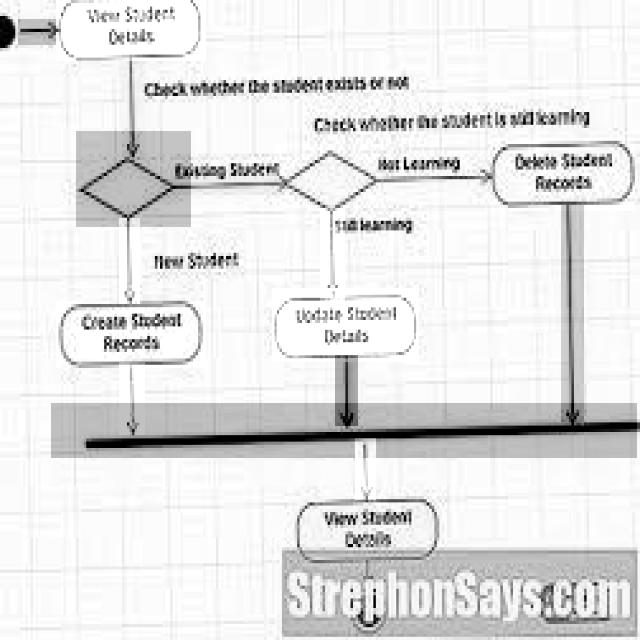 View Student
Details
Check whether the student exists or not
Check whether the student is still learning
Existing Student
Not Learning
Delete Student
Records
Still learning
New Student
Create Student
Records
Update Student
Details
View Student
Details
StrephonSays.com